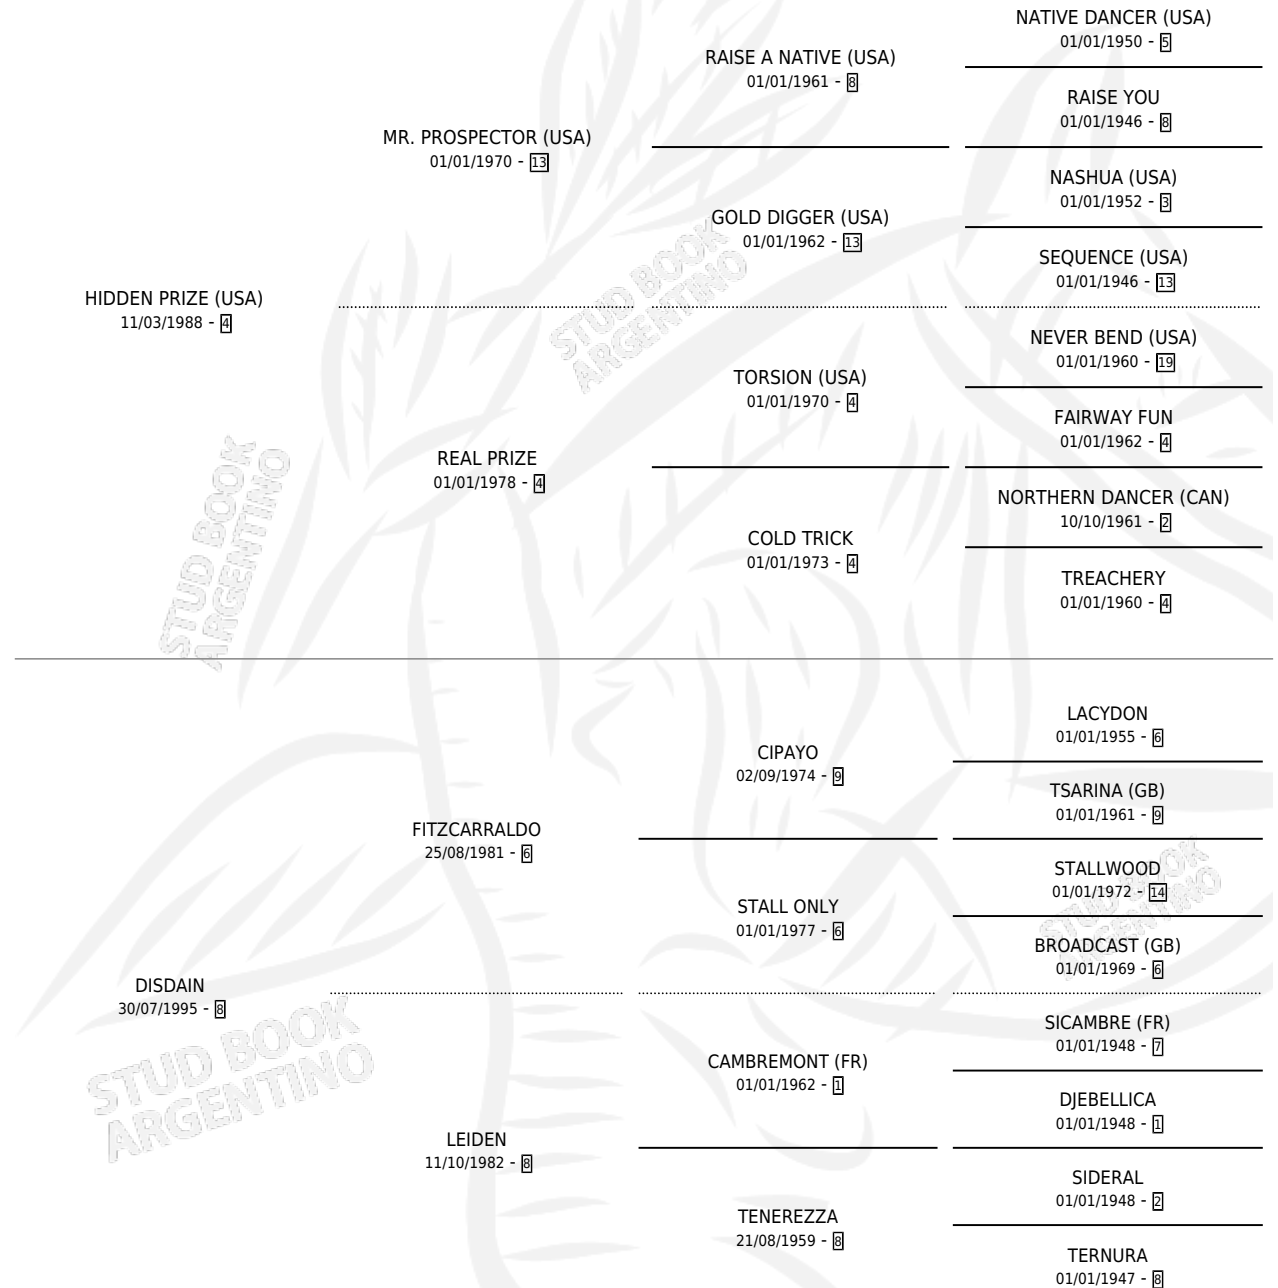 NATIVE DANCER (USA)
01/01/1950 - 5
RAISE A NATIVE (USA)
01/01/1961 - 8
RAISE YOU
01/01/1946 - 8
MR. PROSPECTOR (USA)
01/01/1970 - 13
NASHUA (USA)
01/01/1952 - 3
GOLD DIGGER (USA)
01/01/1962 - 13
SEQUENCE (USA)
01/01/1946 - 13
HIDDEN PRIZE (USA)
11/03/1988 - 4
STUD BOOK
ARGENTINO
NEVER BEND (USA)
01/01/1960 - 19
TORSION (USA)
01/01/1970 - 4
FAIRWAY FUN
01/01/1962 - 4
REAL PRIZE
01/01/1978 - 4
NORTHERN DANCER (CAN)
10/10/1961 - 2
COLD TRICK
01/01/1973 - 4
TREACHERY
01/01/1960 - 4
STUD BOOK
ARGENTINO
LACYDON
01/01/1955 - 6
CIPAYO
02/09/1974 - 9
TSARINA (GB)
01/01/1961 - 9
FITZCARRALDO
25/08/1981 - 6
STALLWOOD
01/01/1972 - 14
STALL ONLY
01/01/1977 - 6
BROADCAST (GB)
01/01/1969 - 6
STUD BOOK
ARGENTINO
DISDAIN
30/07/1995 - 8
SICAMBRE (FR)
01/01/1948 - 7
CAMBREMONT (FR)
01/01/1962 - 1
DJEBELLICA
01/01/1948 - 1
LEIDEN
11/10/1982 - 8
SIDERAL
01/01/1948 - 2
TENEREZZA
21/08/1959 - 8
TERNURA
01/01/1947 - 8
STUD BOOK
ARGENTINO